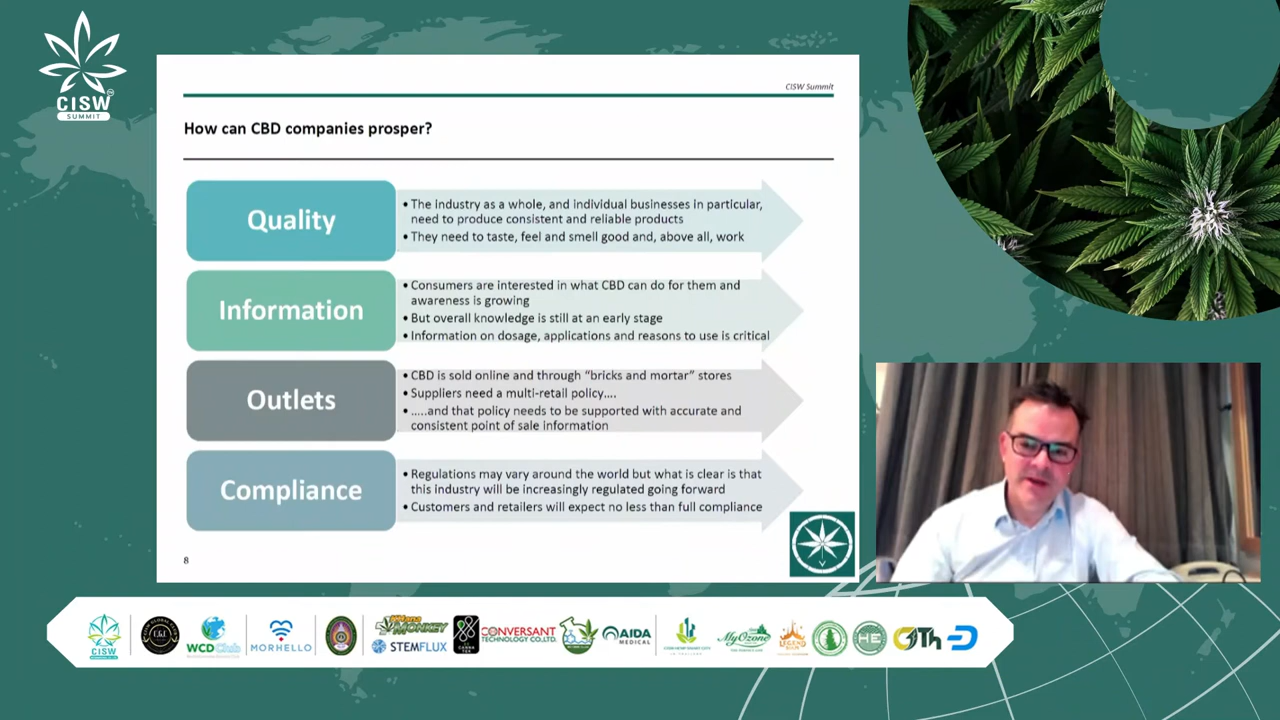 CISW
SUMMIT
CISW Summit
How can CBD companies prosper?
Quality
• The industry as a whole, and individual businesses in particular,
need to produce consistent and reliable products
• They need to taste, feel and smell good and, above all, work
Information
• Consumers are interested in what CBD can do for them and
awareness is growing
• But overall knowledge is still at an early stage
• Information on dosage, applications and reasons to use is critical
Outlets
• CBD is sold online and through “bricks and mortar” stores
• Suppliers need a multi-retail policy....
• .....and that policy needs to be supported with accurate and
consistent point of sale information
Compliance
• Regulations may vary around the world but what is clear is that
this industry will be increasingly regulated going forward
• Customers and retailers will expect no less than full compliance
8
CISW
WCDClub
MORHELLO
MONKEY
STEMFLUX
CONVERSANT
TECHNOLOGY CO.,LTD.
AIDA
MEDICAL
MyOzone
LEGEND
HE